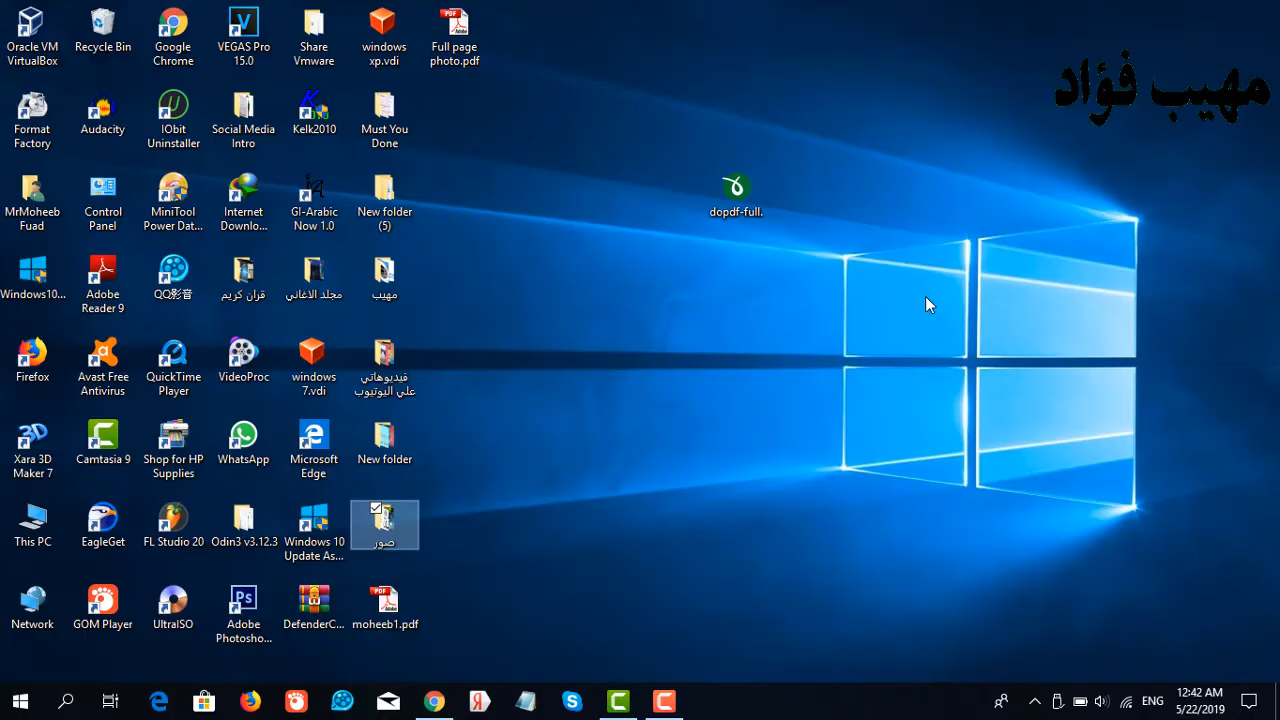 Oracle VM
VirtualBox
Recycle Bin
Google
Chrome
VEGAS Pro
15.0
Share
Vmware
windows
xp.vdi
Full page
photo.pdf
مهيب فؤاد
Format
Factory
Audacity
IObit
Uninstaller
Social Media
Intro
Kelk2010
Must You
Done
MrMoheeb
Fuad
Control
Panel
MiniTool
Power Dat...
Internet
Downlo...
GI-Arabic
Now 1.0
New folder
(5)
dopdf-full.
Windows10...
Adobe
Reader 9
QQ影音
قران كريم
مجلد الاغاني
مهيب
Firefox
Avast Free
Antivirus
QuickTime
Player
VideoProc
windows
7.vdi
فيديوهاتي
علي اليوتيوب
Xara 3D
Maker 7
Camtasia 9
Shop for HP
Supplies
WhatsApp
Microsoft
Edge
New folder
This PC
EagleGet
FL Studio 20
Odin3 v3.12.3
Windows 10
Update As...
صور
Network
GOM Player
UltraISO
Adobe
Photosho...
DefenderC...
moheeb1.pdf
ENG
12:42 AM
5/22/2019